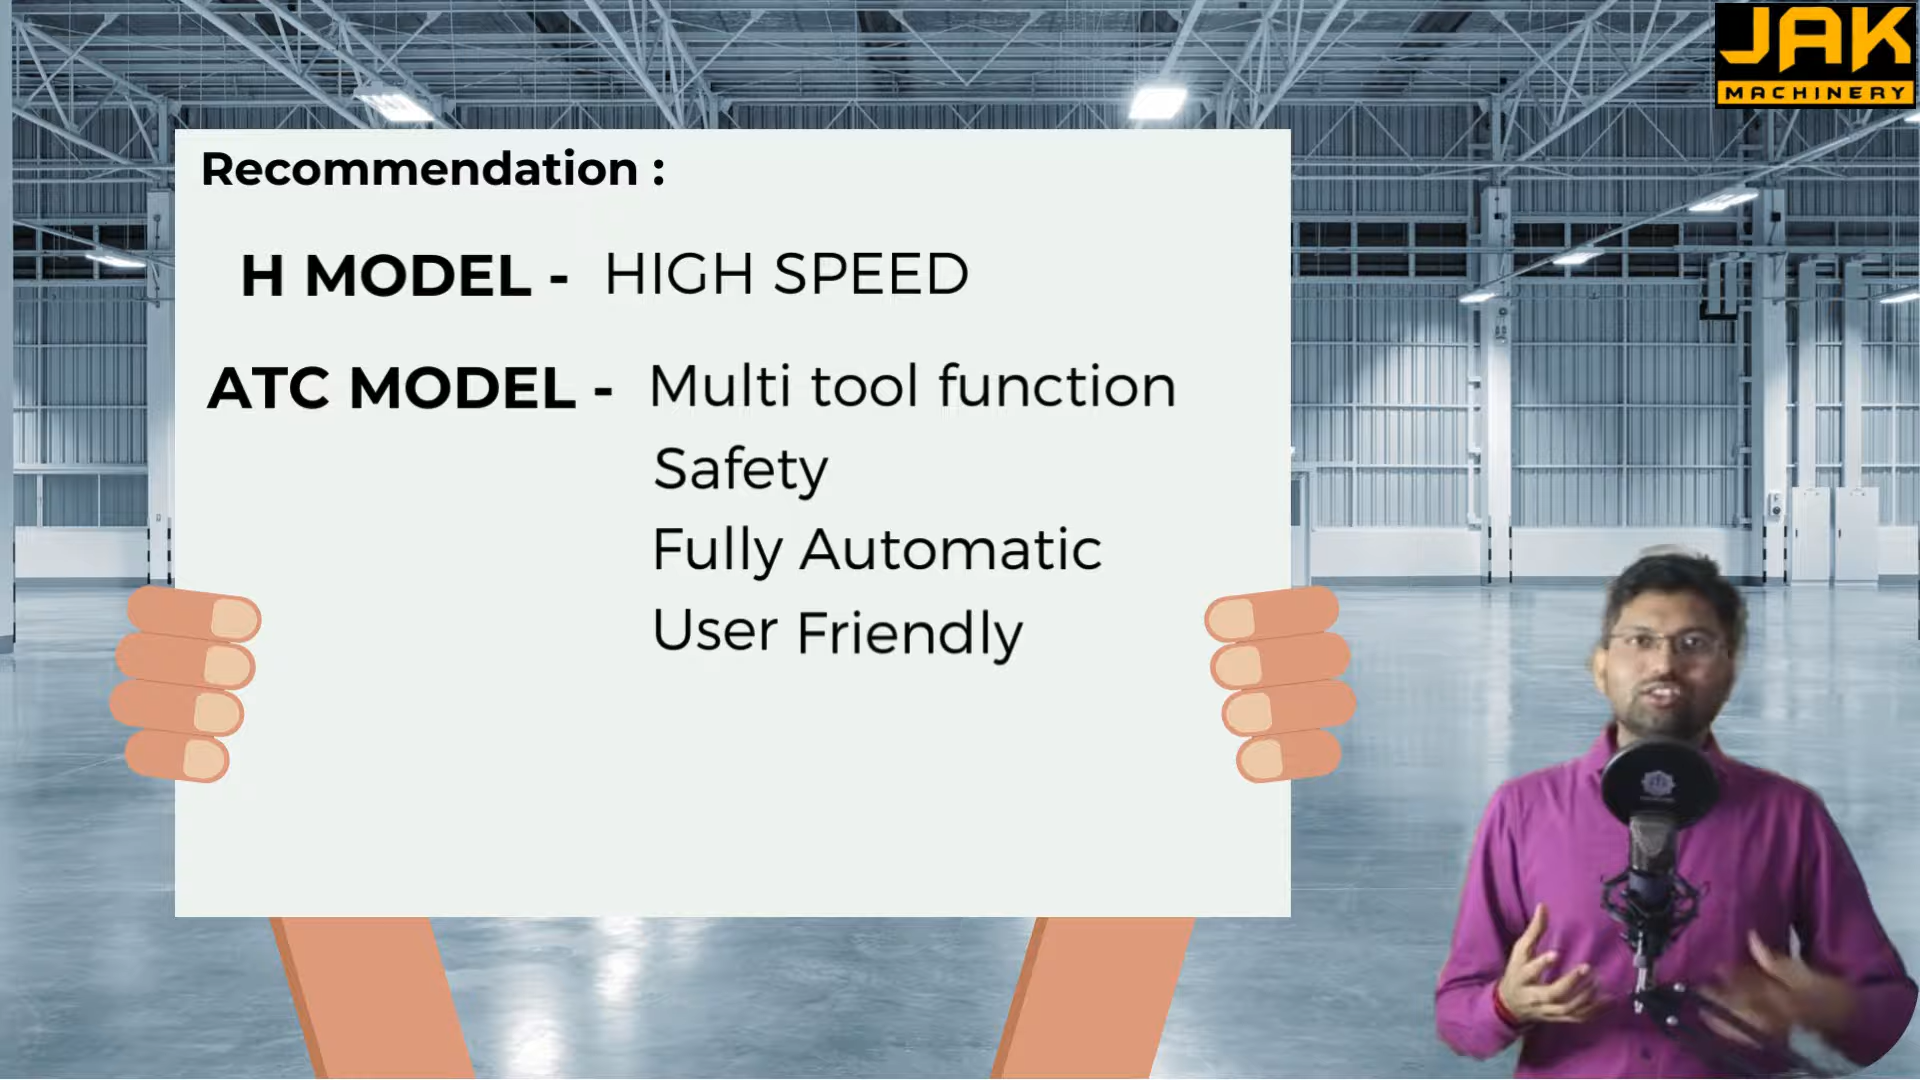 JAK
MACHINERY
Recommendation :
H MODEL - HIGH SPEED
ATC MODEL - Multi tool function
Safety
Fully Automatic
User Friendly